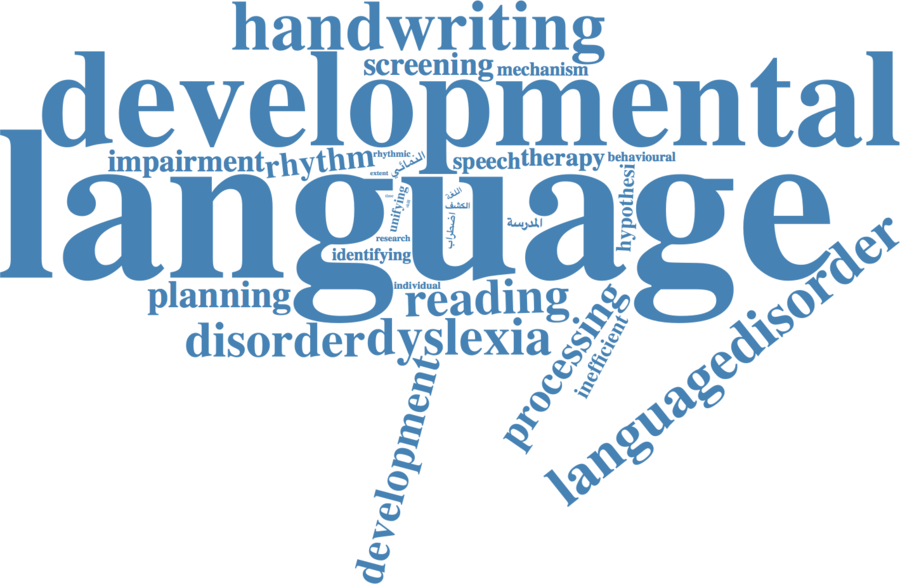 handwriting
screening mechanism
developmental
impairment rhythm rhythmic النمائي speech therapy behavioural
extent
language
unifying
اللغة
الكشف
اضطراب
المدرسة
hypothesi
research
identifying
individual
planning reading
disorder dyslexia
processing
inefficient
languagedisorder
development